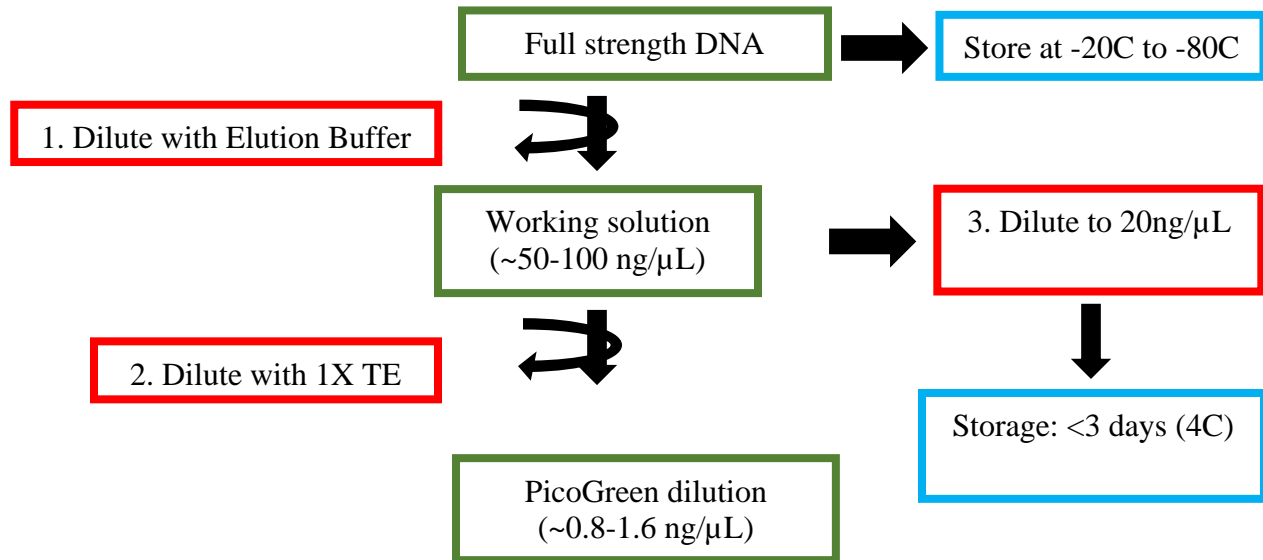 Full strength DNA
Store at -20C to -80C
1. Dilute with Elution Buffer
Working solution
(~50-100 ng/µL)
3. Dilute to 20ng/µL
2. Dilute with 1X TE
Storage: <3 days (4C)
PicoGreen dilution
(~0.8-1.6 ng/µL)